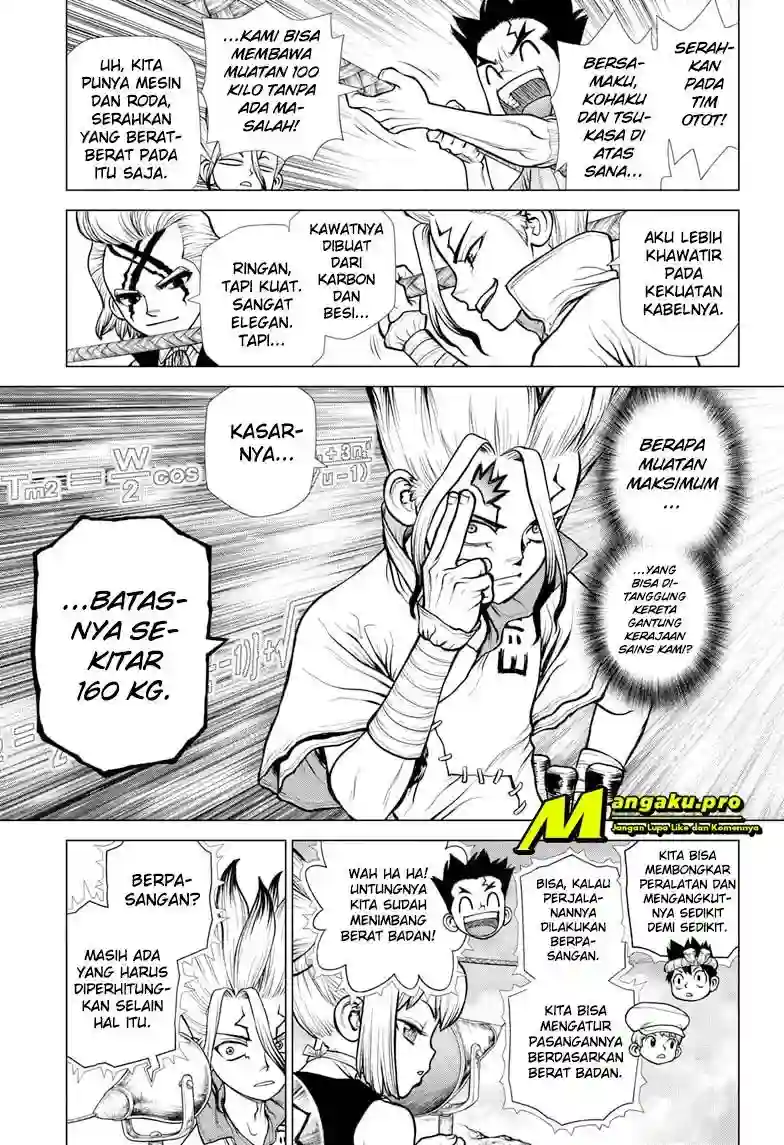 SERAH-
KAN
PADA
TIM
OTOT!
BERSA-
MAKU,
KOHAKU
DAN TSU-
KASA DI
ATAS
SANA...
...KAMI BISA
MEMBAWA
MUATAN 100
KILO TANPA
ADA MA-
SALAH!
UH, KITA
PUNYA MESIN
DAN RODA,
SERAHKAN
YANG BERAT-
BERAT PADA
ITU SAJA.
AKU LEBIH
KHAWATIR
PADA
KEKUATAN
KABELNYA.
KAWATNYA
DIBUAT
DARI
KARBON
DAN
BESI...
RINGAN,
TAPI KUAT.
SANGAT
ELEGAN.
TAPI...
BERAPA
MUATAN
MAKSIMUM
...
...YANG
BISA DI-
TANGGUNG
KERETA
GANTUNG
KERAJAAN
SAINS KAMI?
KASAR-
NYA...
Tm2 = W/2 cos
...BATAS-
NYA SE-
KITAR
160 KG.
Mangaku.pro
Jangan Lupa Like dan Komennya
KITA BISA
MEMBONGKAR
PERALATAN DAN
MENGANGKUT-
NYA SEDIKIT
DEMI SEDIKIT.
BISA, KALAU
PERJALA-
NANNYA
DILAKUKAN
BERPA-
SANGAN.
KITA BISA
MENGATUR
PASANGANNYA
BERDASARKAN
BERAT BADAN.
WAH HA HA!
UNTUNGNYA
KITA SUDAH
MENIMBANG
BERAT BADAN!
BERPA-
SANGAN?
MASIH ADA
YANG HARUS
DIPERHITUNG-
KAN SELAIN
HAL ITU.